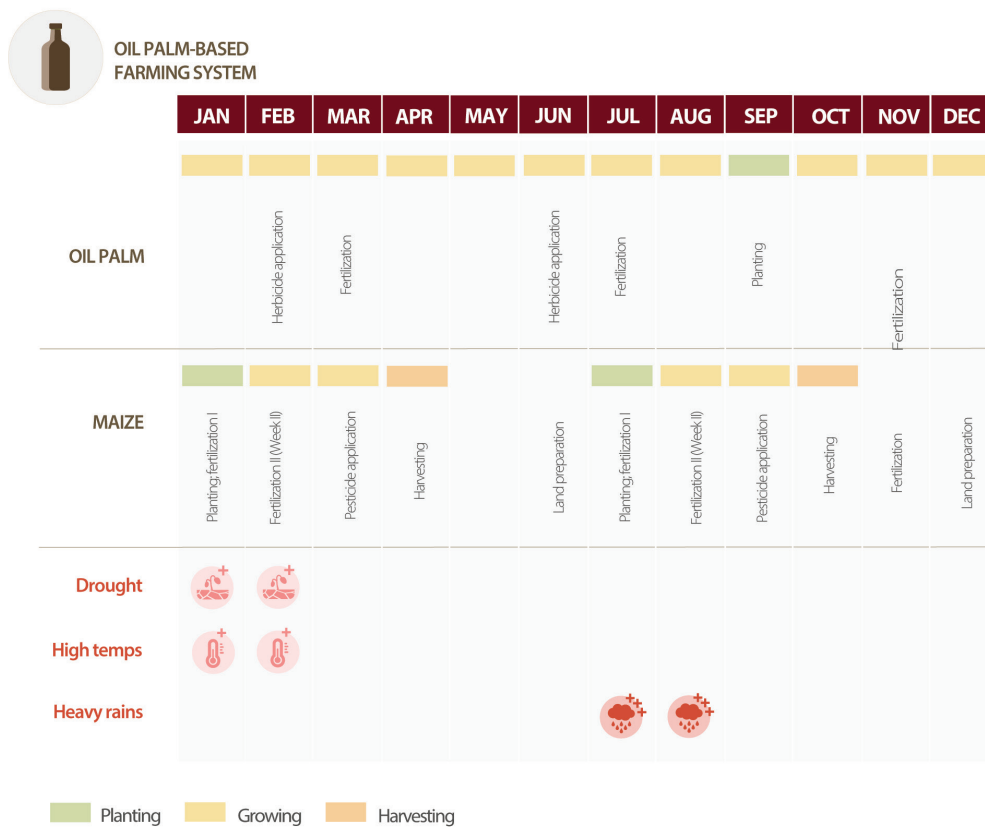 OIL PALM-BASED
FARMING SYSTEM
JAN FEB MAR APR MAY JUN JUL AUG SEP OCT NOV DEC
OIL PALM
Herbicide application
Fertilization
Herbicide application
Fertilization
Planting
Fertilization
MAIZE
Planting; fertilization I
Fertilization II (Week II)
Pesticide application
Harvesting
Land preparation
Planting; fertilization I
Fertilization II (Week II)
Pesticide application
Harvesting
Fertilization
Land preparation
Drought
High temps
Heavy rains
Planting Growing Harvesting